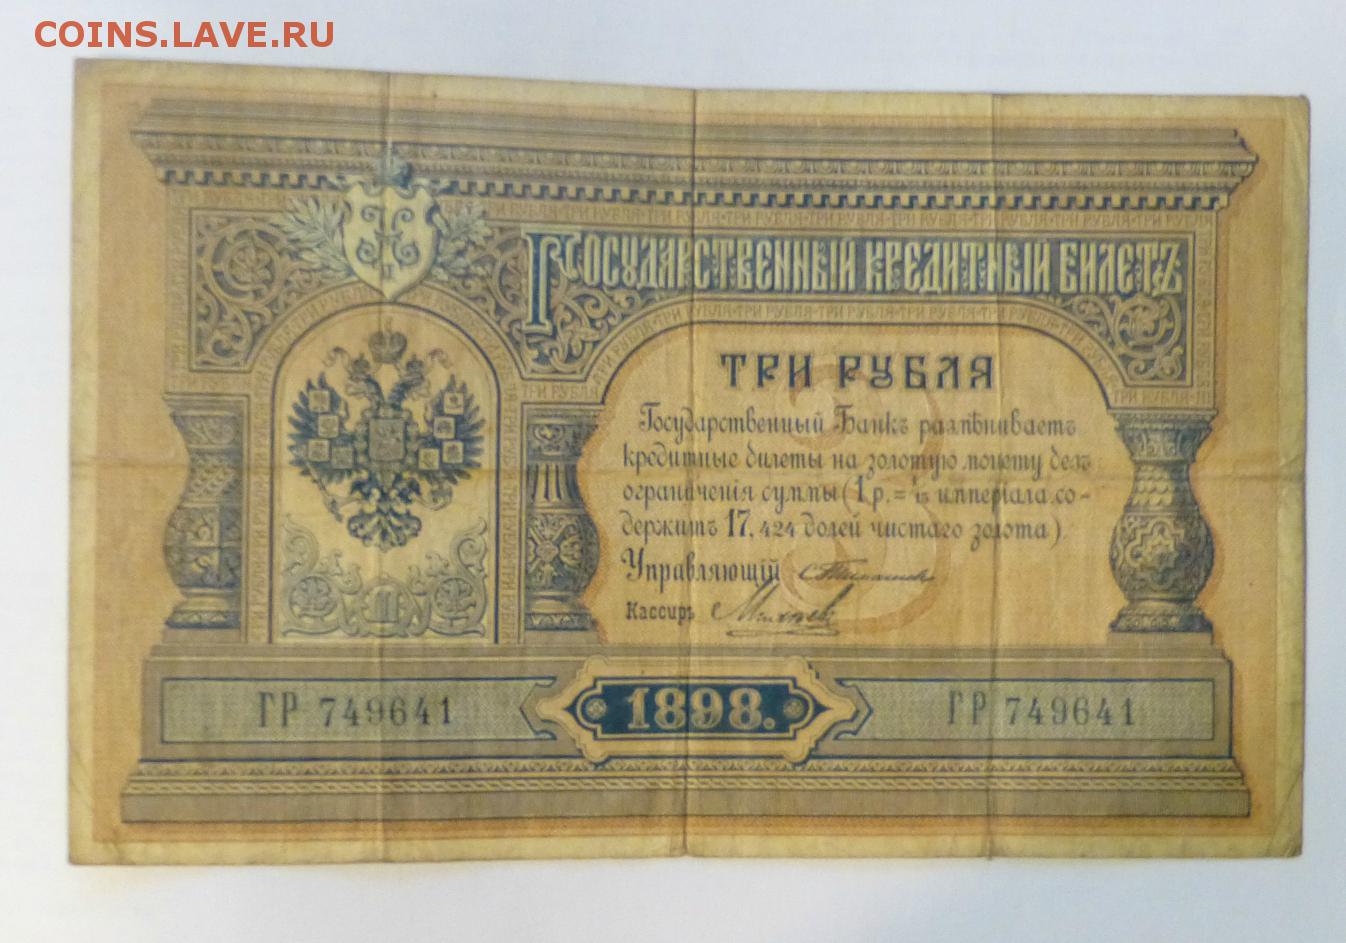 COINS.LAVE.RU
ГОСУДАРСТВЕННЫЙ КРЕДИТНЫЙ БИЛЕТЪ
ТРИ РУБЛЯ
Государственный Банкъ размѣниваетъ
кредитные билеты на золотую монету безъ
ограниченія суммы (1 р. = 1/15 имперіала, со-
держитъ 17,424 долей чистаго золота).
Управляющій
Кассиръ
ГР 749641
1898.
ГР 749641